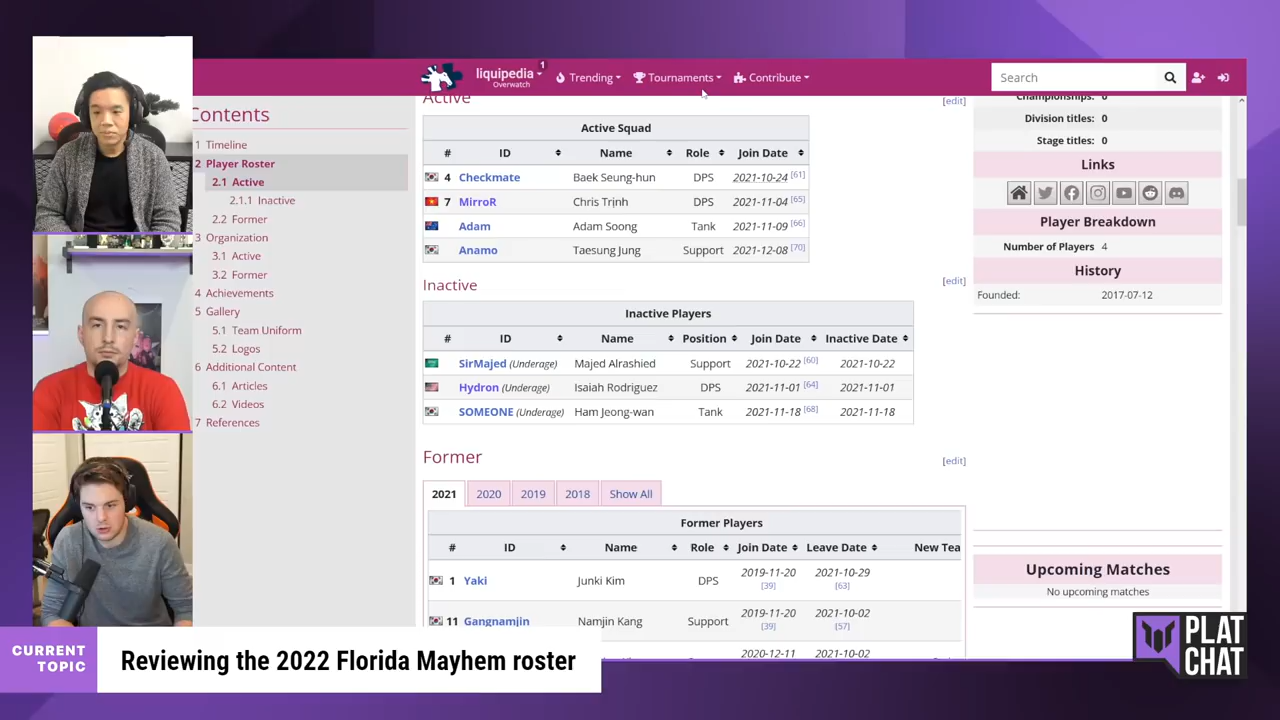 liquipedia
Overwatch
1
Trending
Tournaments
Contribute
Search
Contents
1 Timeline
2 Player Roster
2.1 Active
2.1.1 Inactive
2.2 Former
3 Organization
3.1 Active
3.2 Former
4 Achievements
5 Gallery
5.1 Team Uniform
5.2 Logos
6 Additional Content
6.1 Articles
6.2 Videos
7 References
Active [edit]
Active Squad
# ID Name Role Join Date
4 Checkmate Baek Seung-hun DPS 2021-10-24 [61]
7 MirroR Chris Trịnh DPS 2021-11-04 [65]
Adam Adam Soong Tank 2021-11-09 [66]
Anamo Taesung Jung Support 2021-12-08 [70]
Inactive [edit]
Inactive Players
ID Name Position Join Date Inactive Date
SirMajed (Underage) Majed Alrashied Support 2021-10-22 [60] 2021-10-22
Hydron (Underage) Isaiah Rodriguez DPS 2021-11-01 [64] 2021-11-01
SOMEONE (Underage) Ham Jeong-wan Tank 2021-11-18 [68] 2021-11-18
Former [edit]
2021 2020 2019 2018 Show All
Former Players
# ID Name Role Join Date Leave Date New Tea
1 Yaki Junki Kim DPS 2019-11-20 [39] 2021-10-29 [63]
11 Gangnamjin Namjin Kang Support 2019-11-20 [39] 2021-10-02 [57]
2020-12-11 2021-10-02
Championships: 0
Division titles: 0
Stage titles: 0
Links
Player Breakdown
Number of Players 4
History
Founded: 2017-07-12
Upcoming Matches
No upcoming matches
CURRENT
TOPIC
Reviewing the 2022 Florida Mayhem roster
PLAT
CHAT